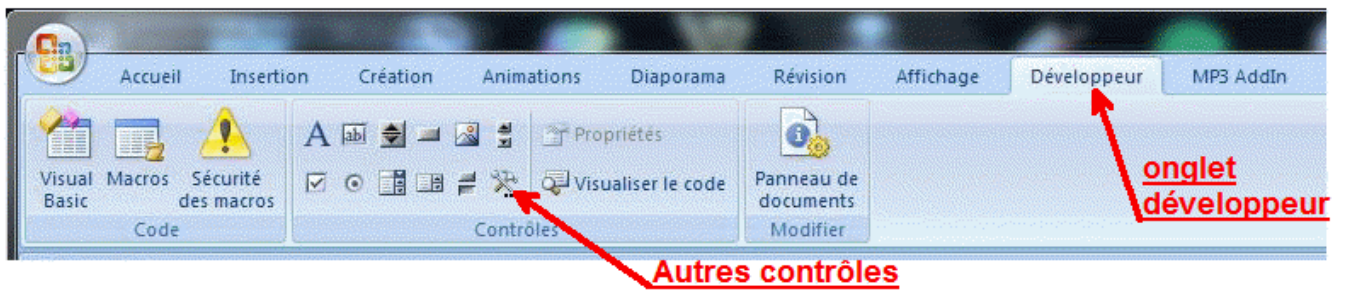 Accueil Insertion Création Animations Diaporama Révision Affichage Développeur MP3 AddIn
A ab Propriétés
Visual Basic Macros Sécurité des macros Visualiser le code Panneau de documents
Code Contrôles Modifier
onglet
développeur
Autres contrôles